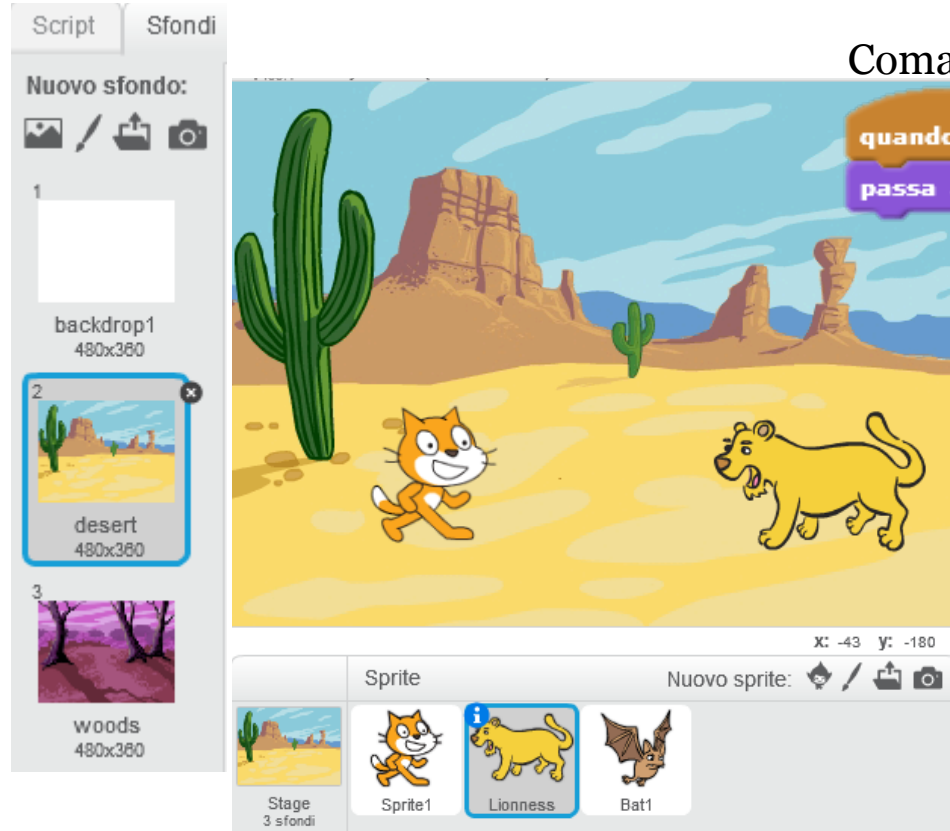 Script Sfondi
Nuovo sfondo:
1
backdrop1
480x360
2
desert
480x360
3
woods
480x360
Coma
quando
passa
x: -43 y: -180
Sprite Nuovo sprite:
Stage
3 sfondi
Sprite1
Lionness
Bat1